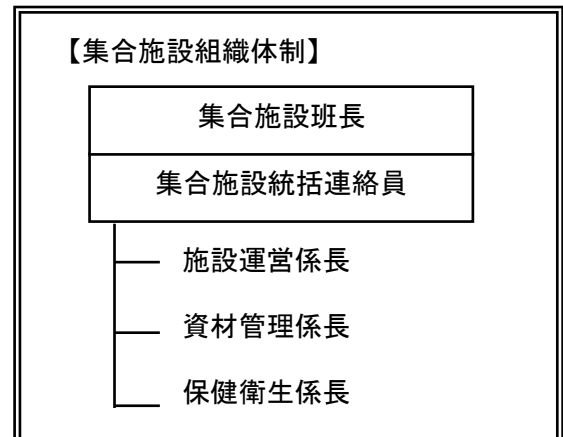 【集合施設組織体制】
集合施設班長
集合施設統括連絡員
施設運営係長
資材管理係長
保健衛生係長